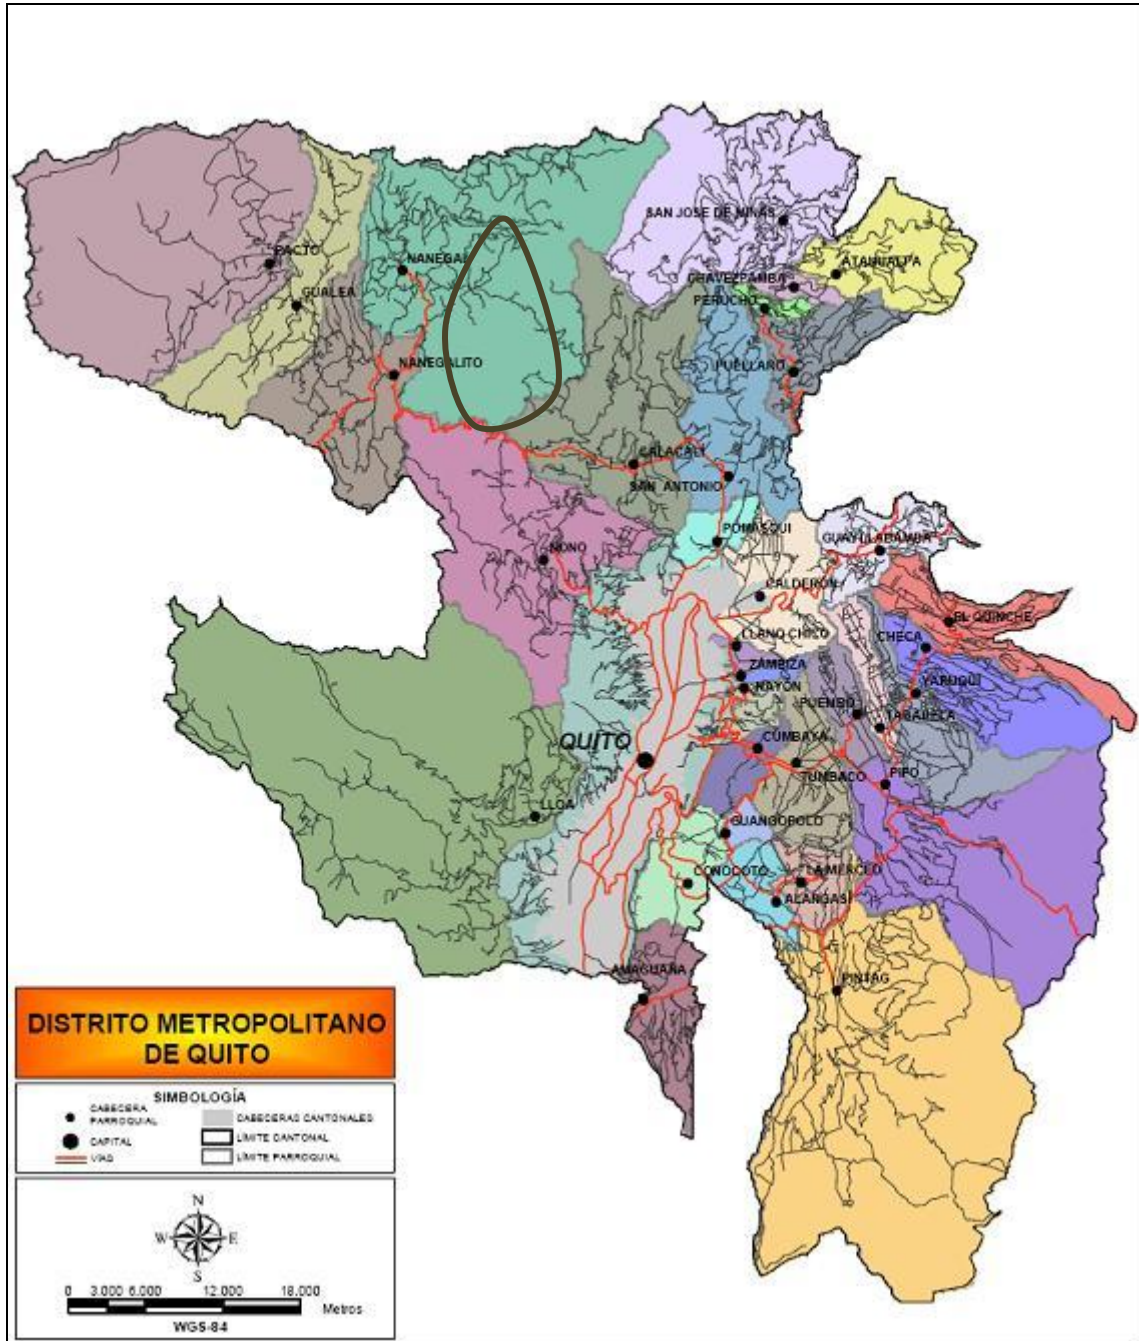 SAN JOSE DE MINAS
PACTO
NANEGAL
ATAHUALPA
CHAVEZPAMBA
GUALEA
PERUCHO
NANEGALITO
PUELLARO
CALACALI
SAN ANTONIO
POMASQUI
GUAYLLABAMBA
NONO
CALDERON
EL QUINCHE
LLANO CHICO
CHECA
ZAMBIZA
YARUQUI
NAYÓN
PUEMBO
TABABELA
QUITO
CUMBAYA
TUMBACO
PIFO
LLOA
GUANGOPOLO
CONOCOTO
LA MERCED
ALANGASI
AMAGUAÑA
PINTAG
DISTRITO METROPOLITANO
DE QUITO
SIMBOLOGÍA
CABECERA
PARROQUIAL
CABECERAS CANTONALES
CAPITAL
LÍMITE CANTONAL
VIAS
LÍMITE PARROQUIAL
N
W E
S
0 3.000 6.000 12.000 18.000
Metros
WGS-84